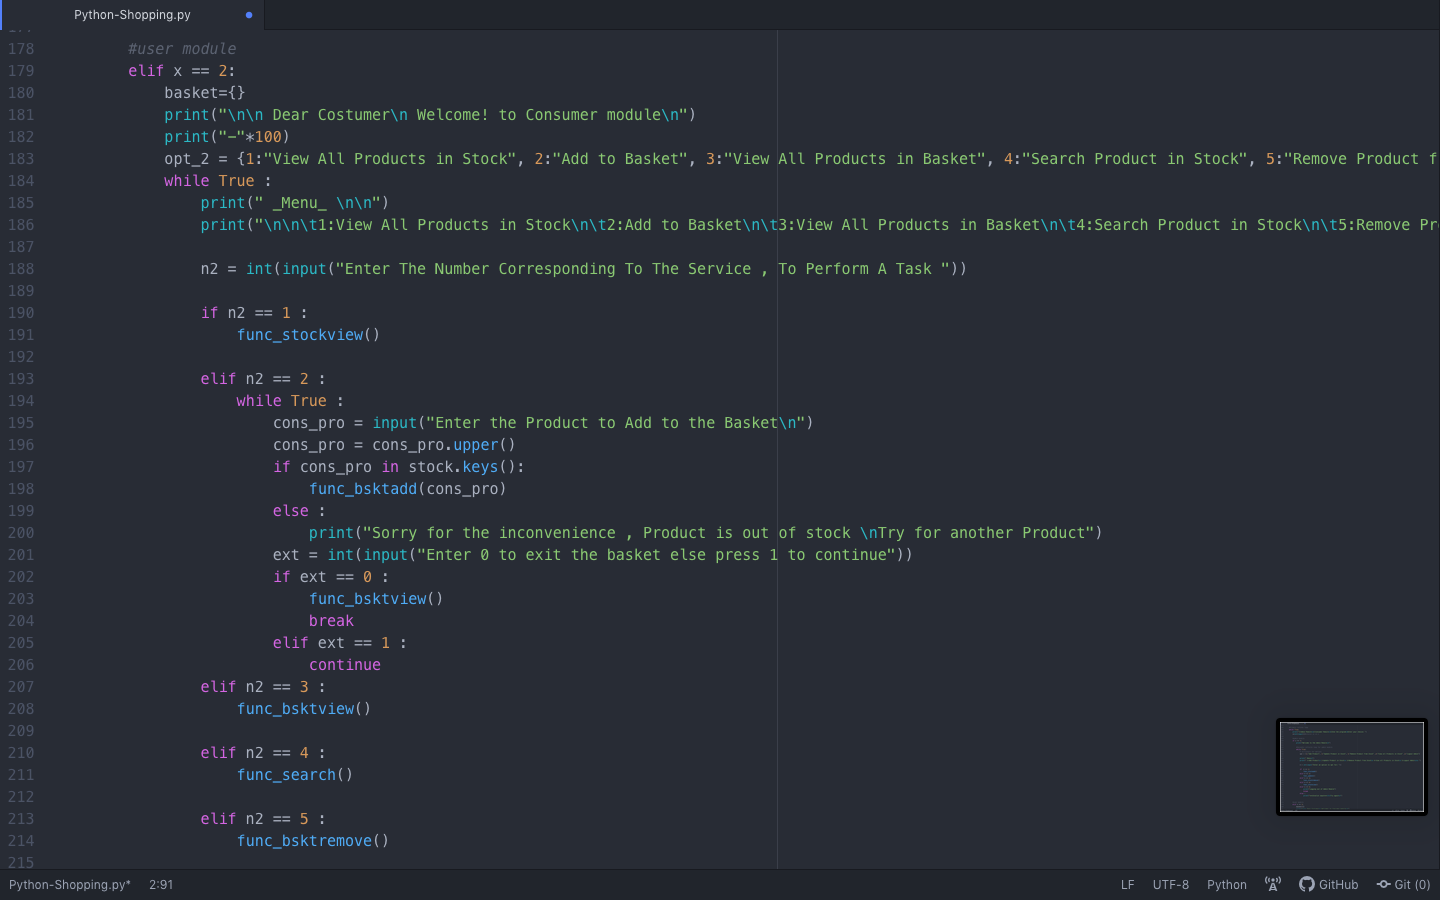 Python-Shopping.py
178 #user module
179 elif x == 2:
180 basket={}
181 print("\n\n Dear Costumer\n Welcome! to Consumer module\n")
182 print("-"*100)
183 opt_2 = {1:"View All Products in Stock", 2:"Add to Basket", 3:"View All Products in Basket", 4:"Search Product in Stock", 5:"Remove Product f
184 while True :
185 print(" _Menu_ \n\n")
186 print("\n\n\t1:View All Products in Stock\n\t2:Add to Basket\n\t3:View All Products in Basket\n\t4:Search Product in Stock\n\t5:Remove Pr
187
188 n2 = int(input("Enter The Number Corresponding To The Service , To Perform A Task "))
189
190 if n2 == 1 :
191 func_stockview()
192
193 elif n2 == 2 :
194 while True :
195 cons_pro = input("Enter the Product to Add to the Basket\n")
196 cons_pro = cons_pro.upper()
197 if cons_pro in stock.keys():
198 func_bsktadd(cons_pro)
199 else :
200 print("Sorry for the inconvenience , Product is out of stock \nTry for another Product")
201 ext = int(input("Enter 0 to exit the basket else press 1 to continue"))
202 if ext == 0 :
203 func_bsktview()
204 break
205 elif ext == 1 :
206 continue
207 elif n2 == 3 :
208 func_bsktview()
209
210 elif n2 == 4 :
211 func_search()
212
213 elif n2 == 5 :
214 func_bsktremove()
215
Python-Shopping.py* 2:91 LF UTF-8 Python GitHub Git (0)